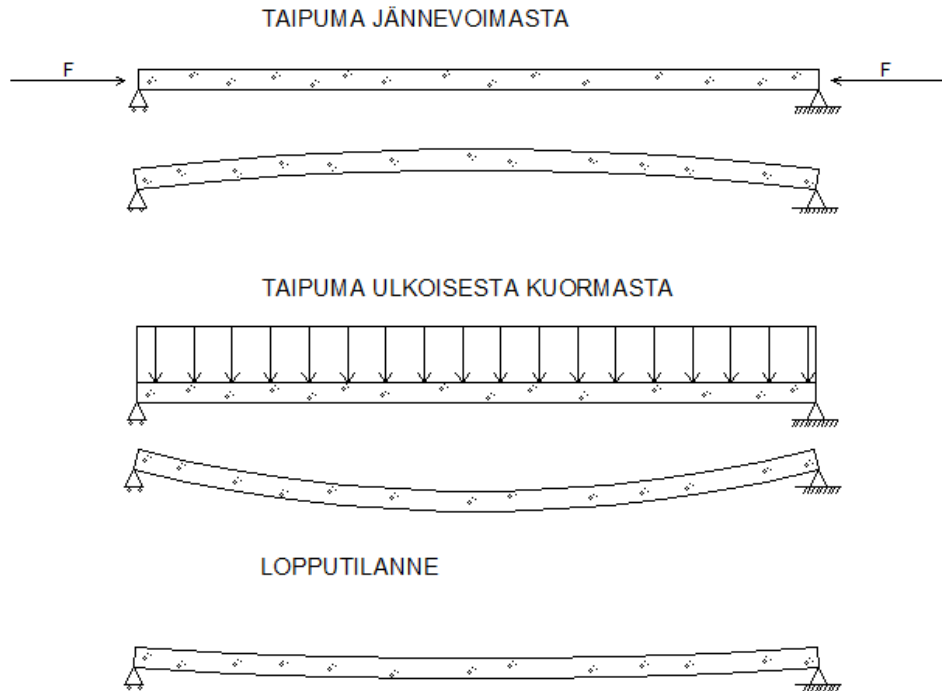 TAIPUMA JÄNNEVOIMASTA
F F
TAIPUMA ULKOISESTA KUORMASTA
LOPPUTILANNE